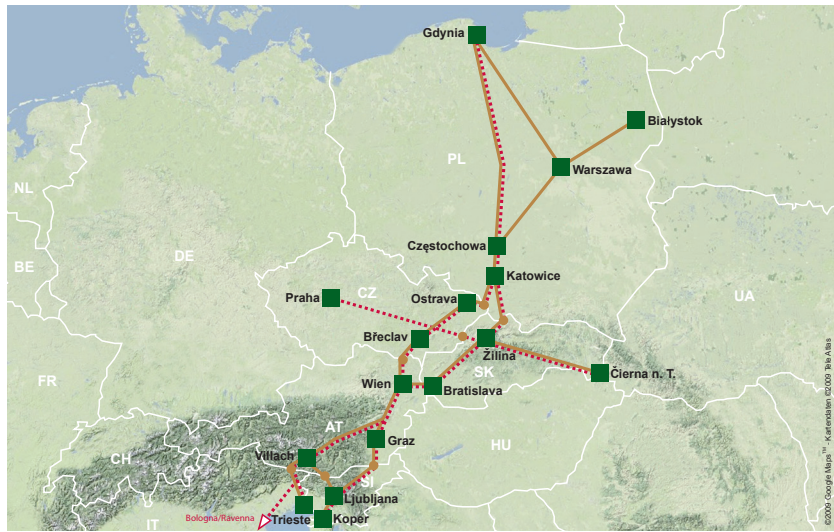 Gdynia
Białystok
PL
Warszawa
NL
DE
Częstochowa
BE
Katowice
CZ
Praha
Ostrava
UA
Břeclav
Žilina
SK
FR
Wien
Bratislava
Čierna n. T.
AT
Graz
HU
CH
Villach
SI
Ljubljana
Bologna/Ravenna
Trieste
Koper
IT
©2009 Google Maps™ - Kartendaten ©2009 Tele Atlas